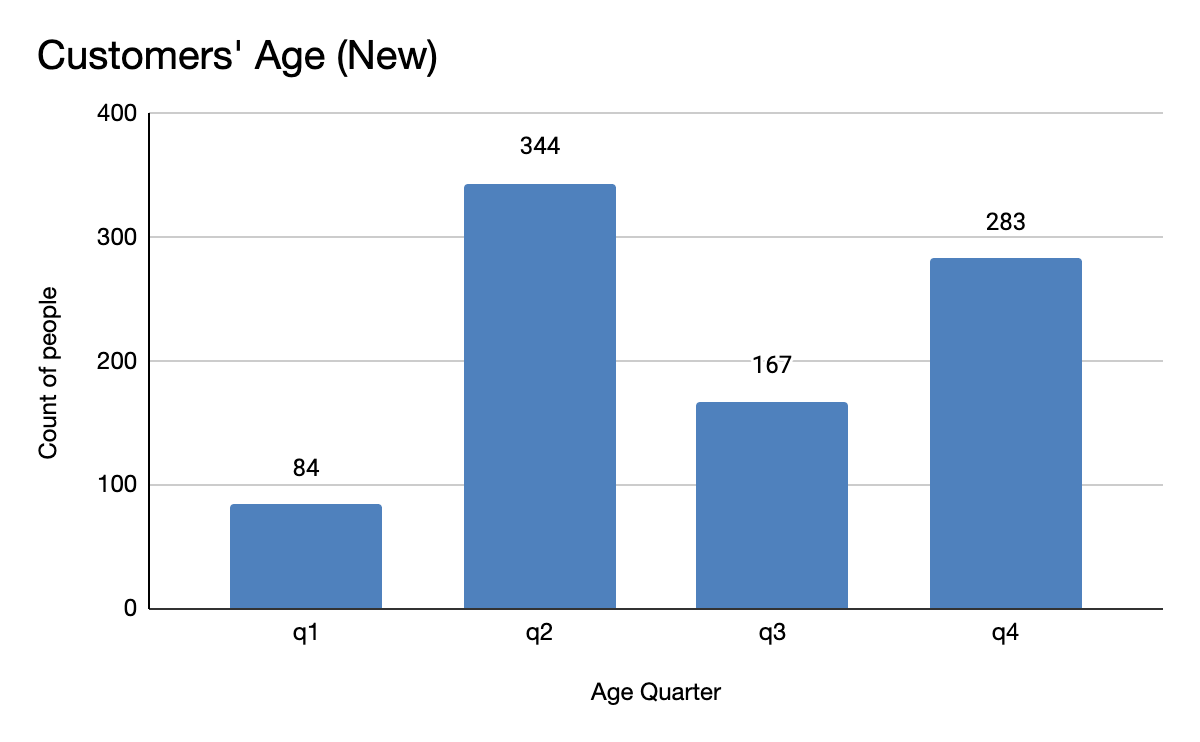 Customers' Age (New)
400
344
300
283
200
167
100
84
0
q1 q2 q3 q4
Count of people
Age Quarter